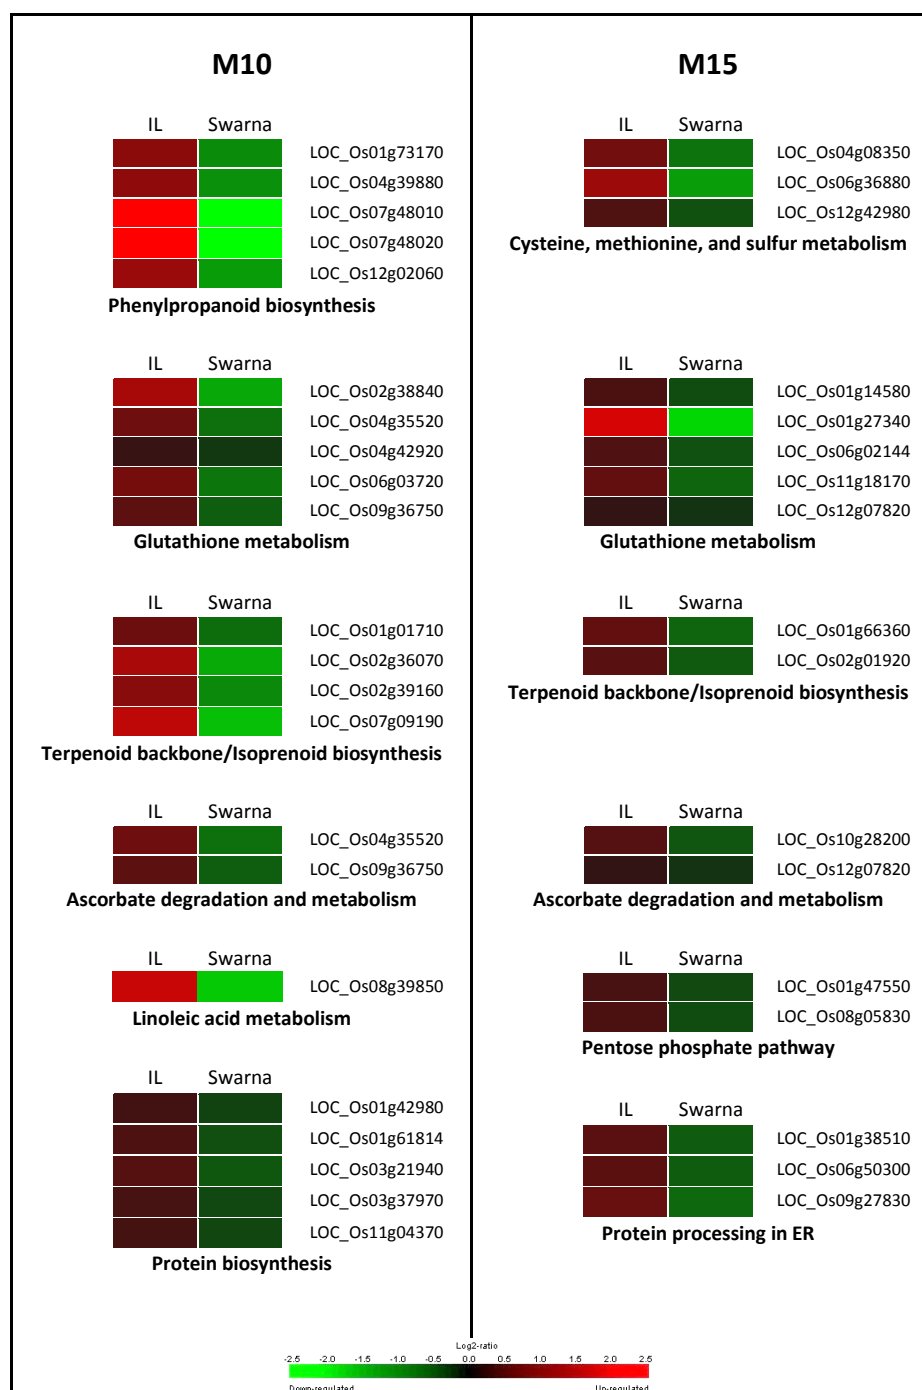 M10
IL Swarna
LOC_Os01g73170
LOC_Os04g39880
LOC_Os07g48010
LOC_Os07g48020
LOC_Os12g02060
Phenylpropanoid biosynthesis
IL Swarna
LOC_Os02g38840
LOC_Os04g35520
LOC_Os04g42920
LOC_Os06g03720
LOC_Os09g36750
Glutathione metabolism
IL Swarna
LOC_Os01g01710
LOC_Os02g36070
LOC_Os02g39160
LOC_Os07g09190
Terpenoid backbone/Isoprenoid biosynthesis
IL Swarna
LOC_Os04g35520
LOC_Os09g36750
Ascorbate degradation and metabolism
IL Swarna
LOC_Os08g39850
Linoleic acid metabolism
IL Swarna
LOC_Os01g42980
LOC_Os01g61814
LOC_Os03g21940
LOC_Os03g37970
LOC_Os11g04370
Protein biosynthesis
M15
IL Swarna
LOC_Os04g08350
LOC_Os06g36880
LOC_Os12g42980
Cysteine, methionine, and sulfur metabolism
IL Swarna
LOC_Os01g14580
LOC_Os01g27340
LOC_Os06g02144
LOC_Os11g18170
LOC_Os12g07820
Glutathione metabolism
IL Swarna
LOC_Os01g66360
LOC_Os02g01920
Terpenoid backbone/Isoprenoid biosynthesis
IL Swarna
LOC_Os10g28200
LOC_Os12g07820
Ascorbate degradation and metabolism
IL Swarna
LOC_Os01g47550
LOC_Os08g05830
Pentose phosphate pathway
IL Swarna
LOC_Os01g38510
LOC_Os06g50300
LOC_Os09g27830
Protein processing in ER
Log2-ratio
-2.5 -2.0 -1.5 -1.0 -0.5 0.0 0.5 1.0 1.5 2.0 2.5
Down-regulated Up-regulated